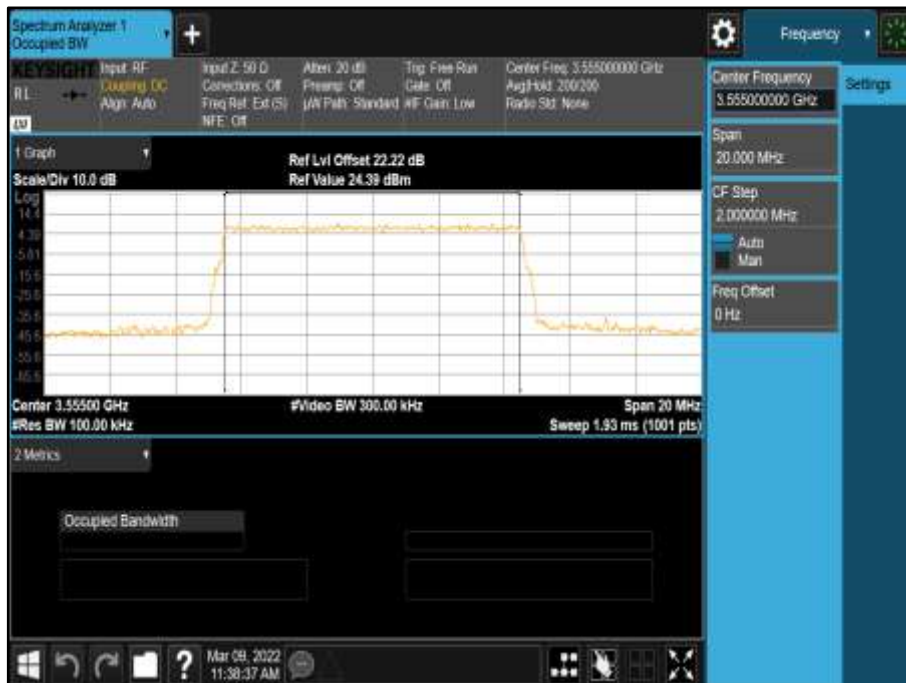 Spectrum Analyzer 1
Occupied BW
Frequency
KEYSIGHT
RL
Input: RF
Coupling: DC
Align: Auto
Input Z: 50 Ω
Corrections: Off
Freq Ref: Ext (S)
NFE: Off
Atten: 20 dB
Preamp: Off
µW Path: Standard
Trig: Free Run
Gate: Off
#IF Gain: Low
Center Freq: 3.555000000 GHz
Avg|Hold: 200/200
Radio Std: None
Center Frequency
3.555000000 GHz
Settings
Span
20.000 MHz
CF Step
2.000000 MHz
Auto
Man
Freq Offset
0 Hz
1 Graph
Scale/Div 10.0 dB
Ref Lvl Offset 22.22 dB
Ref Value 24.39 dBm
Log
14.4
4.39
-5.61
-15.6
-25.6
-35.6
-45.6
-55.6
-65.6
Center 3.55500 GHz
#Res BW 100.00 kHz
#Video BW 300.00 kHz
Span 20 MHz
Sweep 1.93 ms (1001 pts)
2 Metrics
Occupied Bandwidth
?
Mar 09, 2022
11:38:37 AM